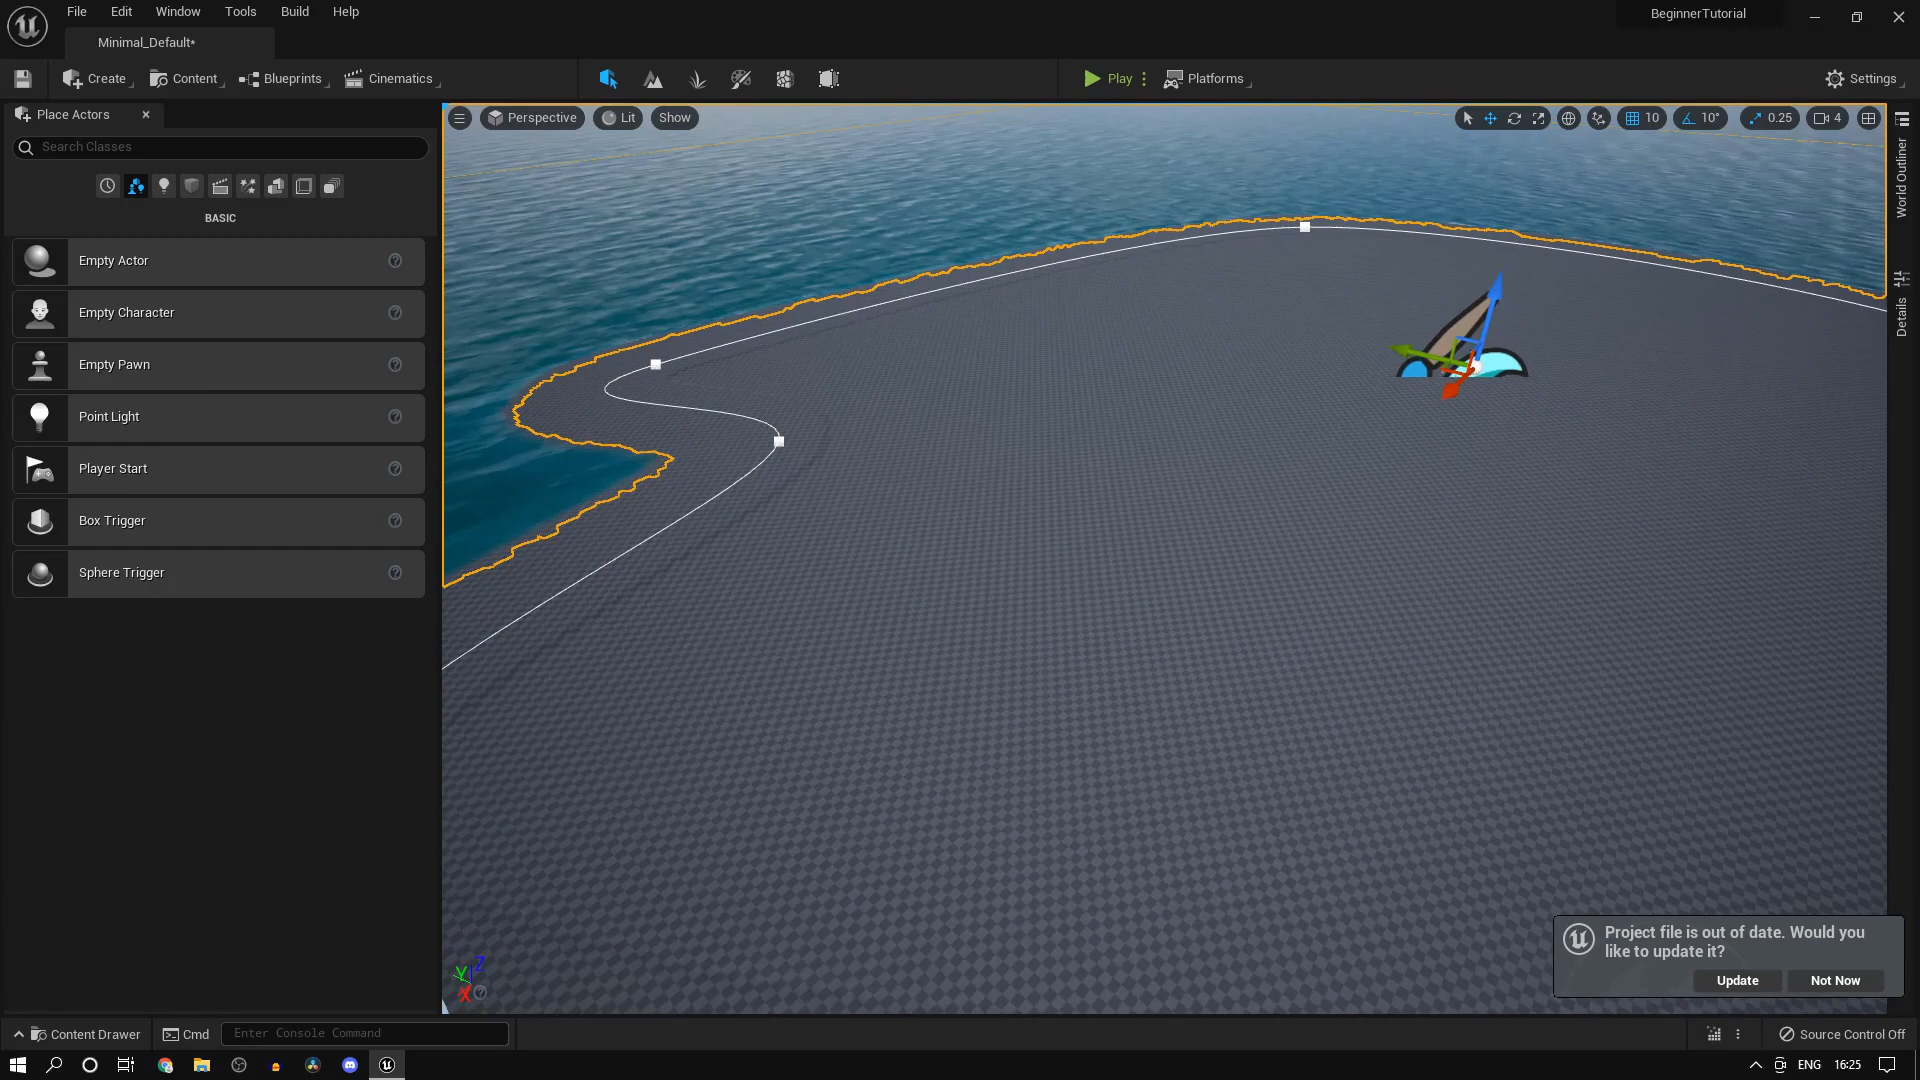 File Edit Window Tools Build Help
BeginnerTutorial
Minimal_Default*
Create Content Blueprints Cinematics Play Platforms Settings
Place Actors
Perspective Lit Show 10 10° 0.25 4
Search Classes
World Outliner
BASIC
Empty Actor
Empty Character
Details
Empty Pawn
Point Light
Player Start
Box Trigger
Sphere Trigger
Project file is out of date. Would you
like to update it?
Update Not Now
Z
Y
X
Content Drawer Cmd Enter Console Command Source Control Off
ENG 16:25